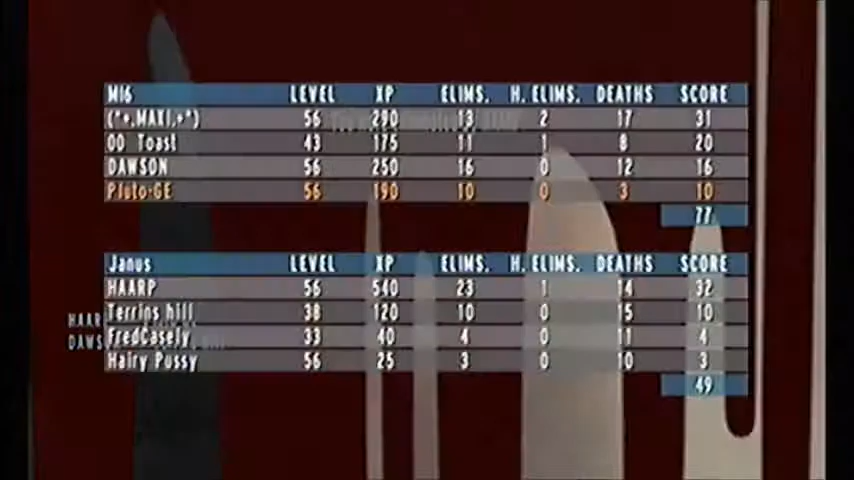 MI6 LEVEL XP ELIMS. H. ELIMS. DEATHS SCORE
(*+.MAXI.+*) 56 290 13 2 17 31
OO Toast 43 175 11 1 8 20
DAWSON 56 250 16 0 12 16
Pluto-GE 56 190 10 0 3 10
77
Janus LEVEL XP ELIMS. H. ELIMS. DEATHS SCORE
HAARP 56 540 23 1 14 32
Terrins hill 38 120 10 0 15 10
FredCasely 33 40 4 0 11 4
Hairy Pussy 56 25 3 0 10 3
49
HAAR
DAWS